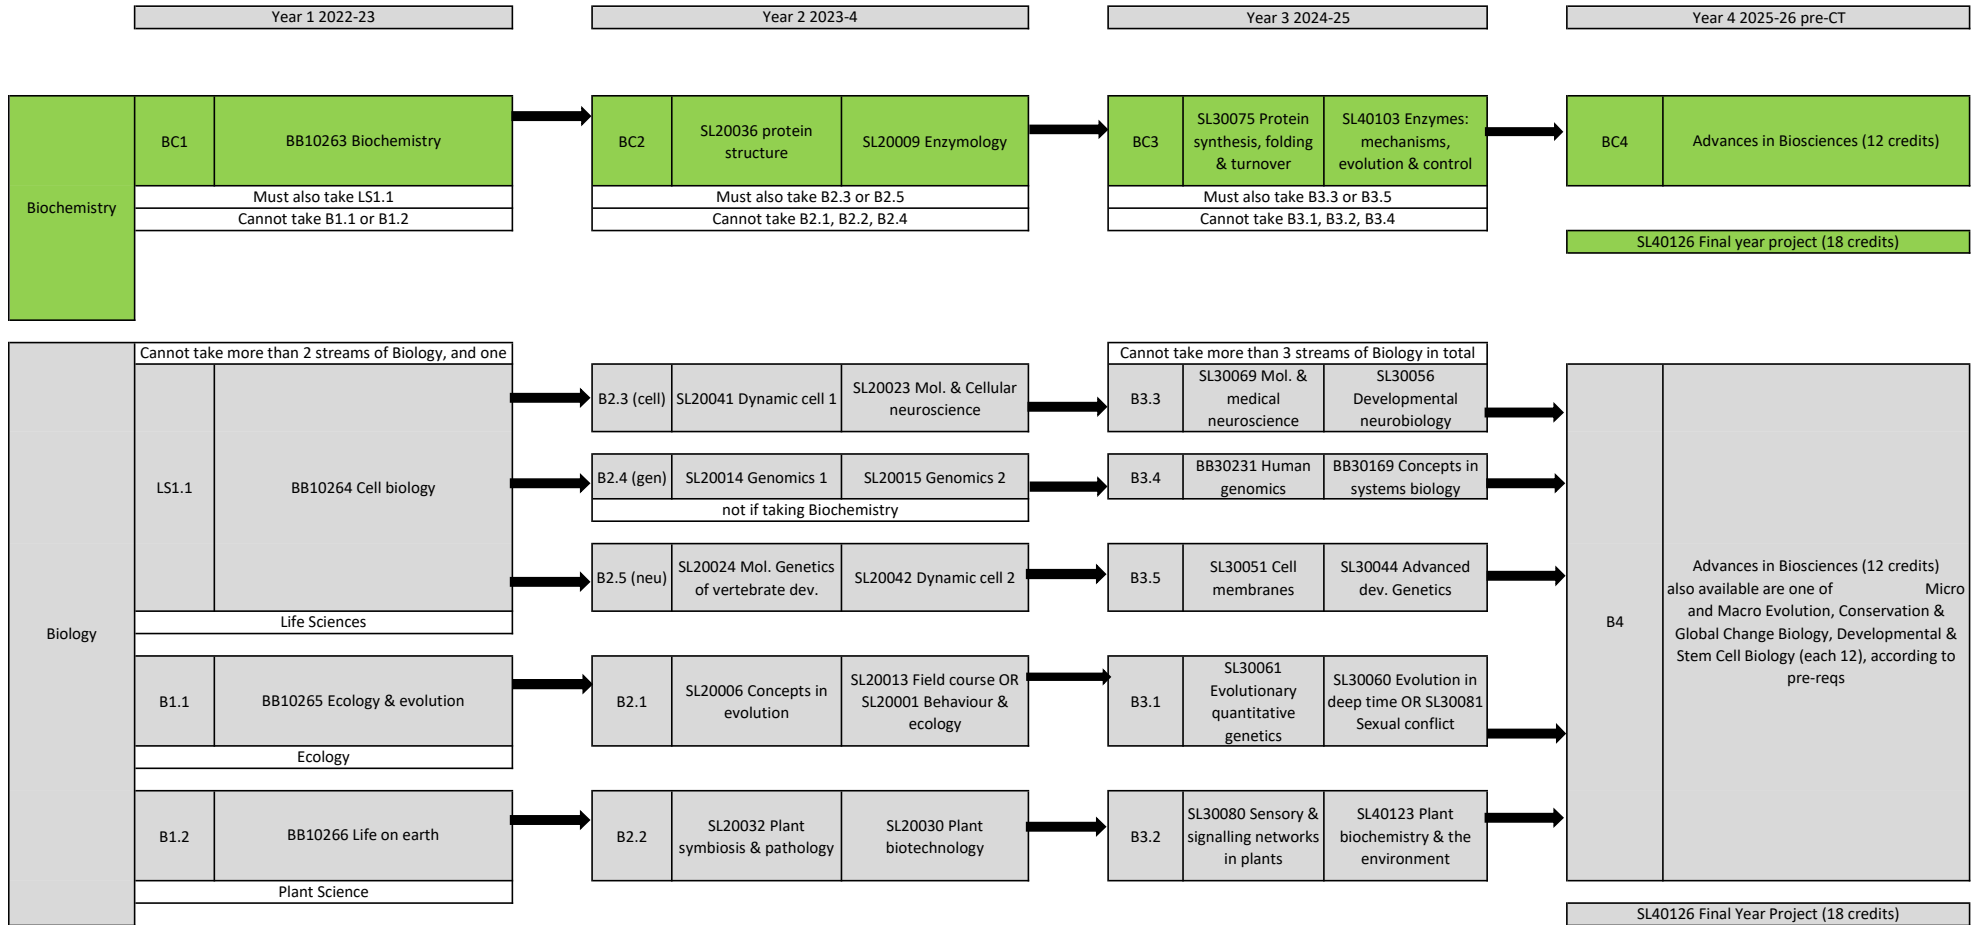 Year 1 2022-23
Year 2 2023-4
Year 3 2024-25
Year 4 2025-26 pre-CT
Biochemistry
BC1
BB10263 Biochemistry
Must also take LS1.1
Cannot take B1.1 or B1.2
BC2
SL20036 protein
structure
SL20009 Enzymology
Must also take B2.3 or B2.5
Cannot take B2.1, B2.2, B2.4
BC3
SL30075 Protein
synthesis, folding
& turnover
SL40103 Enzymes:
mechanisms,
evolution & control
Must also take B3.3 or B3.5
Cannot take B3.1, B3.2, B3.4
BC4
Advances in Biosciences (12 credits)
SL40126 Final year project (18 credits)
Biology
Cannot take more than 2 streams of Biology, and one
LS1.1
BB10264 Cell biology
Life Sciences
B2.3 (cell)
SL20041 Dynamic cell 1
SL20023 Mol. & Cellular
neuroscience
Cannot take more than 3 streams of Biology in total
B3.3
SL30069 Mol. &
medical
neuroscience
SL30056
Developmental
neurobiology
B2.4 (gen)
SL20014 Genomics 1
SL20015 Genomics 2
not if taking Biochemistry
B3.4
BB30231 Human
genomics
BB30169 Concepts in
systems biology
B2.5 (neu)
SL20024 Mol. Genetics
of vertebrate dev.
SL20042 Dynamic cell 2
B3.5
SL30051 Cell
membranes
SL30044 Advanced
dev. Genetics
B1.1
BB10265 Ecology & evolution
Ecology
B2.1
SL20006 Concepts in
evolution
SL20013 Field course OR
SL20001 Behaviour &
ecology
B3.1
SL30061
Evolutionary
quantitative
genetics
SL30060 Evolution in
deep time OR SL30081
Sexual conflict
B1.2
BB10266 Life on earth
Plant Science
B2.2
SL20032 Plant
symbiosis & pathology
SL20030 Plant
biotechnology
B3.2
SL30080 Sensory &
signalling networks
in plants
SL40123 Plant
biochemistry & the
environment
B4
Advances in Biosciences (12 credits)
also available are one of Micro
and Macro Evolution, Conservation &
Global Change Biology, Developmental &
Stem Cell Biology (each 12), according to
pre-reqs
SL40126 Final Year Project (18 credits)